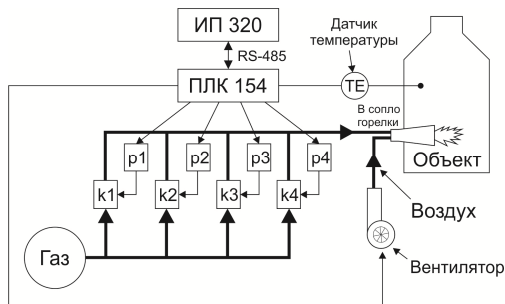 ИП 320
RS-485
ПЛК 154
Датчик
температуры
TE
В сопло
горелки
p1
p2
p3
p4
k1
k2
k3
k4
Объект
Воздух
Газ
Вентилятор